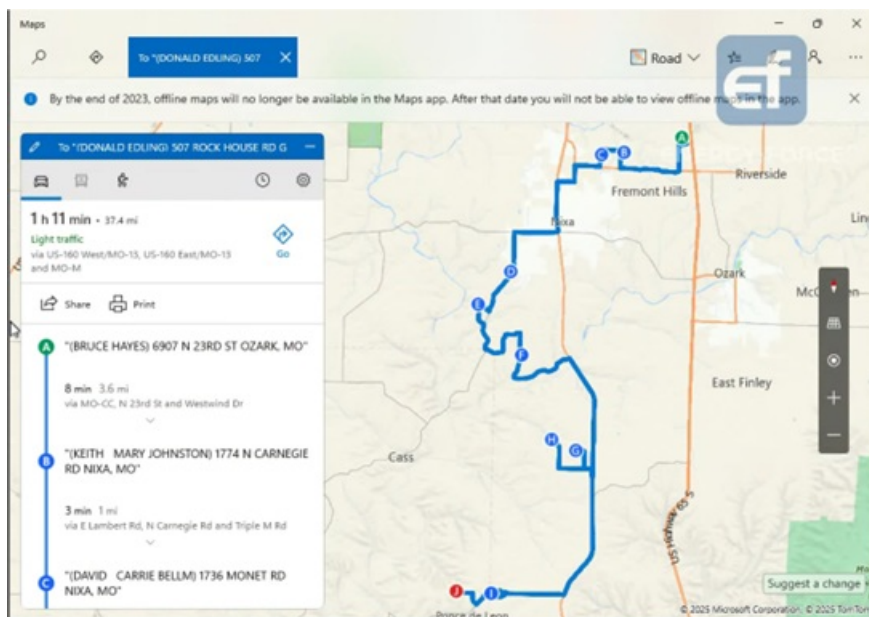 Maps
To "(DONALD EDLING) 507
Road
By the end of 2023, offline maps will no longer be available in the Maps app. After that date you will not be able to view offline maps in the app.
To "(DONALD EDLING) 507 ROCK HOUSE RD G
1 h 11 min • 37.4 mi
Light traffic
via US-160 West/MO-13, US-160 East/MO-13
and MO-M
Go
Share
Print
A
"(BRUCE HAYES) 6907 N 23RD ST OZARK, MO"
8 min 3.6 mi
via MO-CC, N 23rd St and Westwind Dr
B
"(KEITH MARY JOHNSTON) 1774 N CARNEGIE
RD NIXA, MO"
3 min 1 mi
via E Lambert Rd, N Carnegie Rd and Triple M Rd
C
"(DAVID CARRIE BELLM) 1736 MONET RD
NIXA, MO"
A
C
B
Riverside
Fremont Hills
Nixa
D
Ozark
E
F
East Finley
H
G
Cass
US Highway 65 S
J
I
Ponce de Leon
Suggest a change
© 2025 Microsoft Corporation, © 2025 TomTom